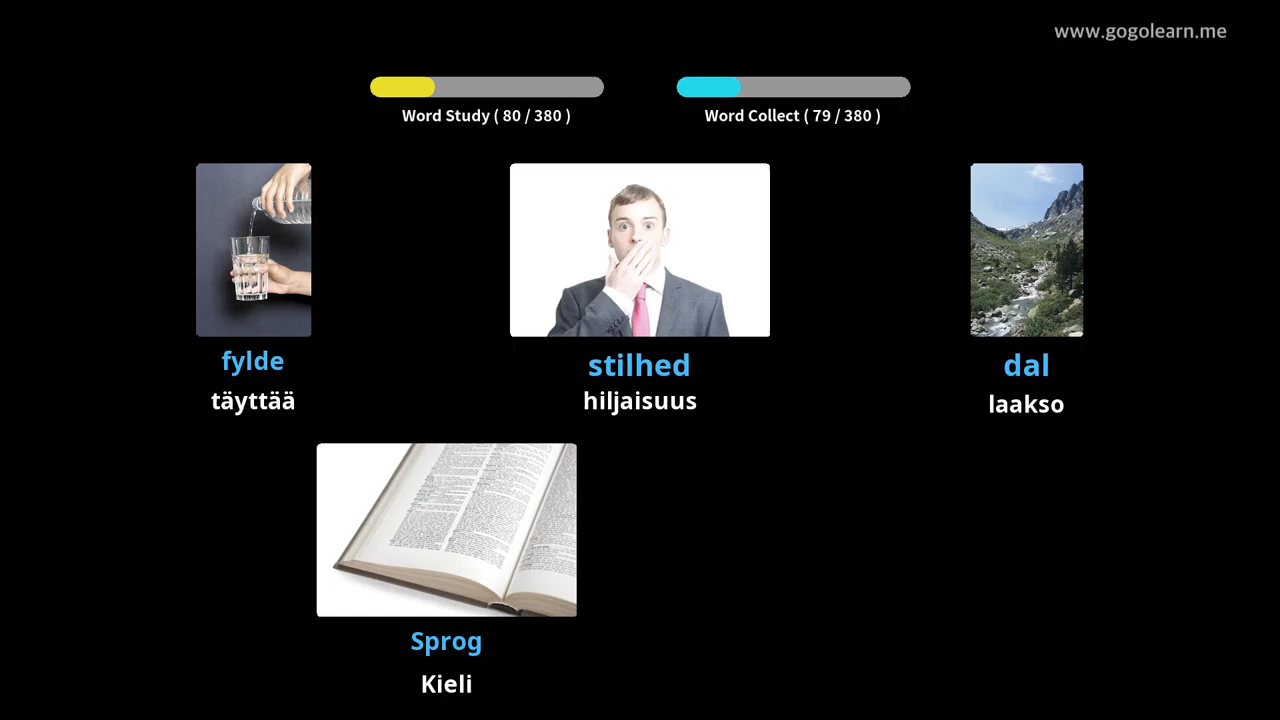 www.gogolearn.me
Word Study ( 80 / 380 )
Word Collect ( 79 / 380 )
fylde
täyttää
stilhed
hiljaisuus
dal
laakso
Sprog
Kieli